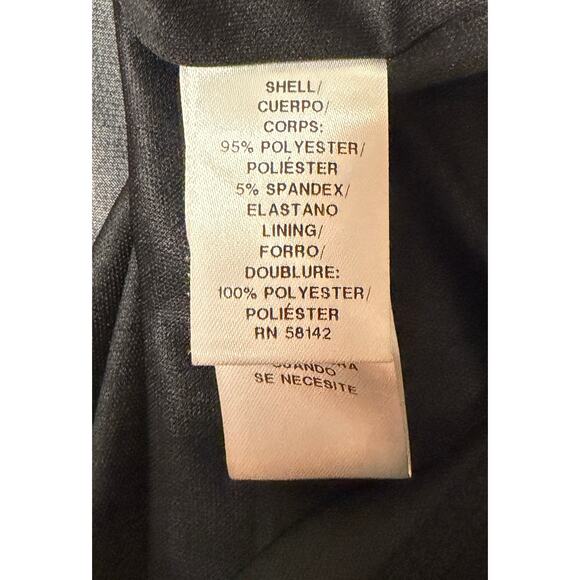 SHELL/
CUERPO/
CORPS:
95% POLYESTER/
POLIÉSTER
5% SPANDEX/
ELASTANO
LINING/
FORRO/
DOUBLURE:
100% POLYESTER/
POLIÉSTER
RN 58142
CUANDO
SE NECESITE